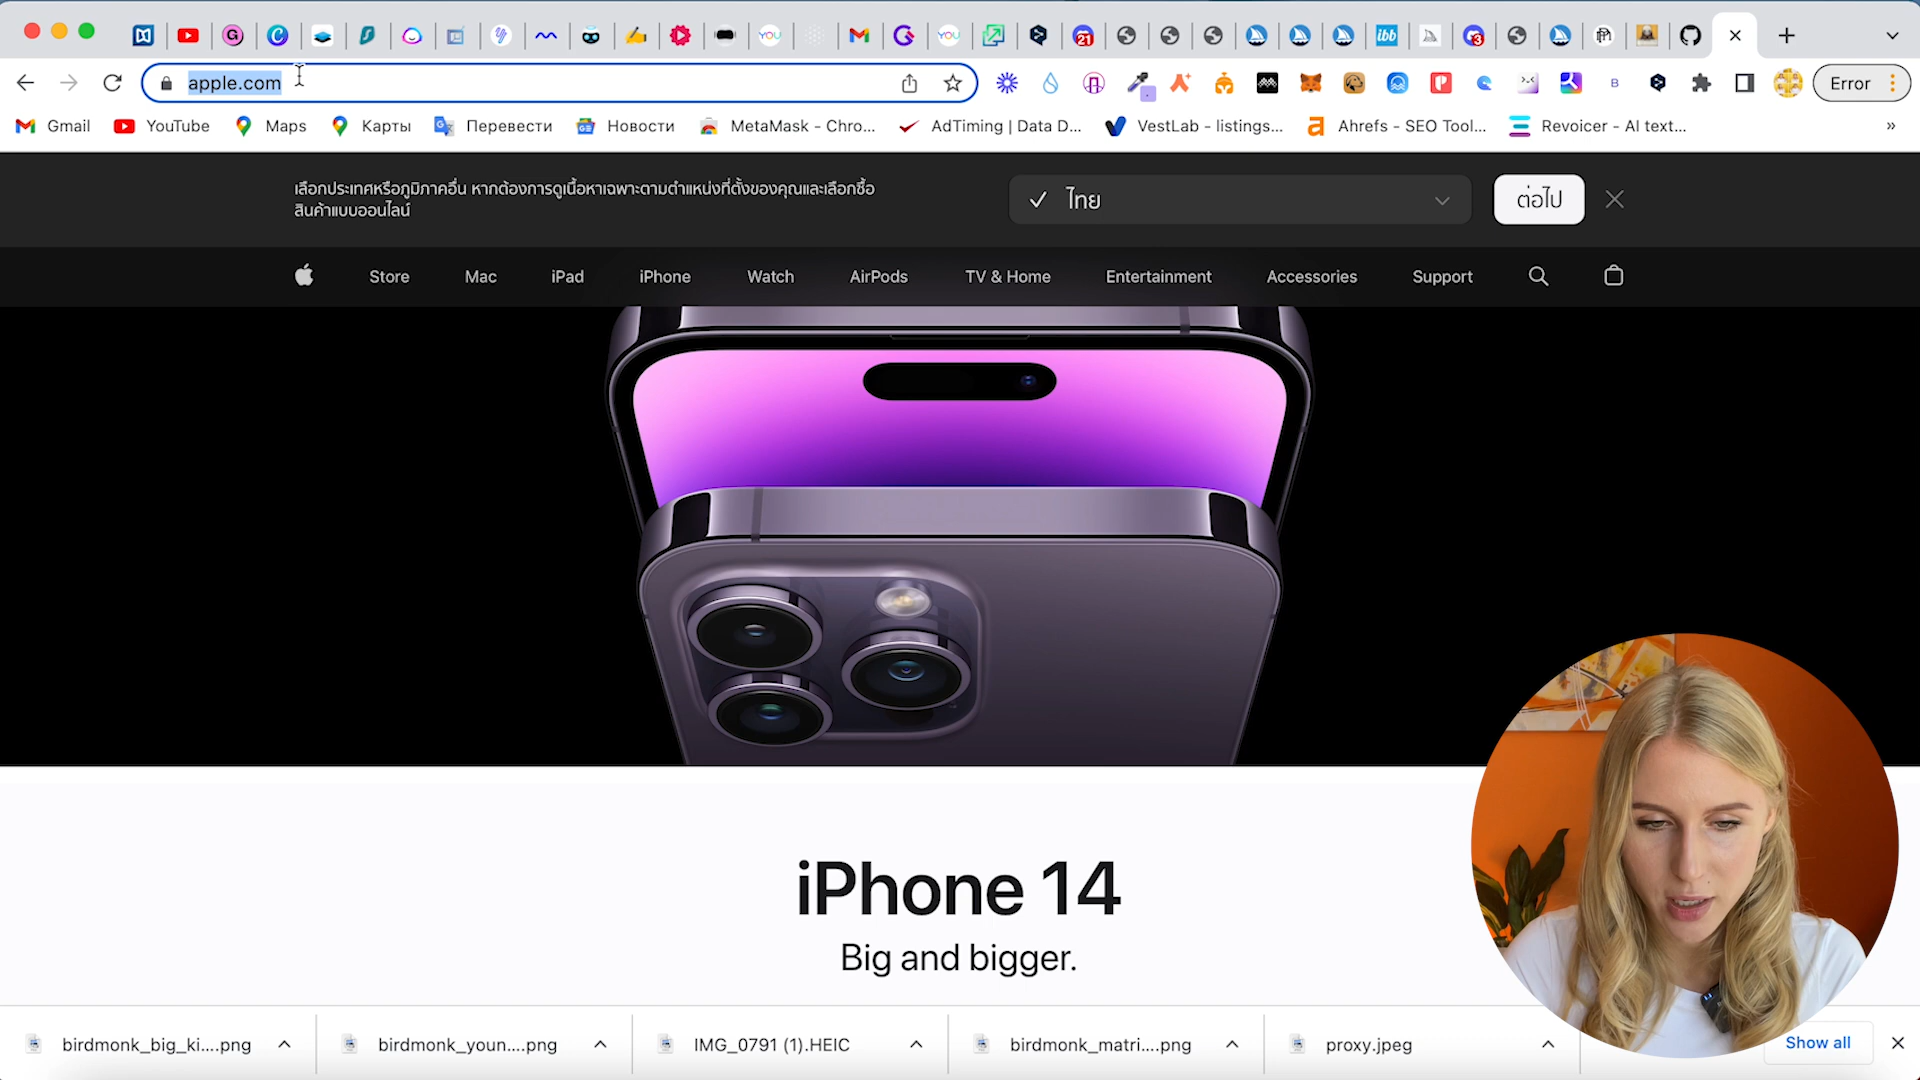 YOU
YOU
21
ibb
3
apple.com
B
Error
Gmail
YouTube
Maps
Карты
Перевести
Новости
MetaMask - Chro...
AdTiming | Data D...
VestLab - listings...
Ahrefs - SEO Tool...
Revoicer - AI text...
»
เลือกประเทศหรือภูมิภาคอื่น หากต้องการดูเนื้อหาเฉพาะตามตำแหน่งที่ตั้งของคุณและเลือกซื้อ
สินค้าแบบออนไลน์
ไทย
ต่อไป
Store
Mac
iPad
iPhone
Watch
AirPods
TV & Home
Entertainment
Accessories
Support
iPhone 14
Big and bigger.
birdmonk_big_ki....png
birdmonk_youn....png
IMG_0791 (1).HEIC
birdmonk_matri....png
proxy.jpeg
Show all